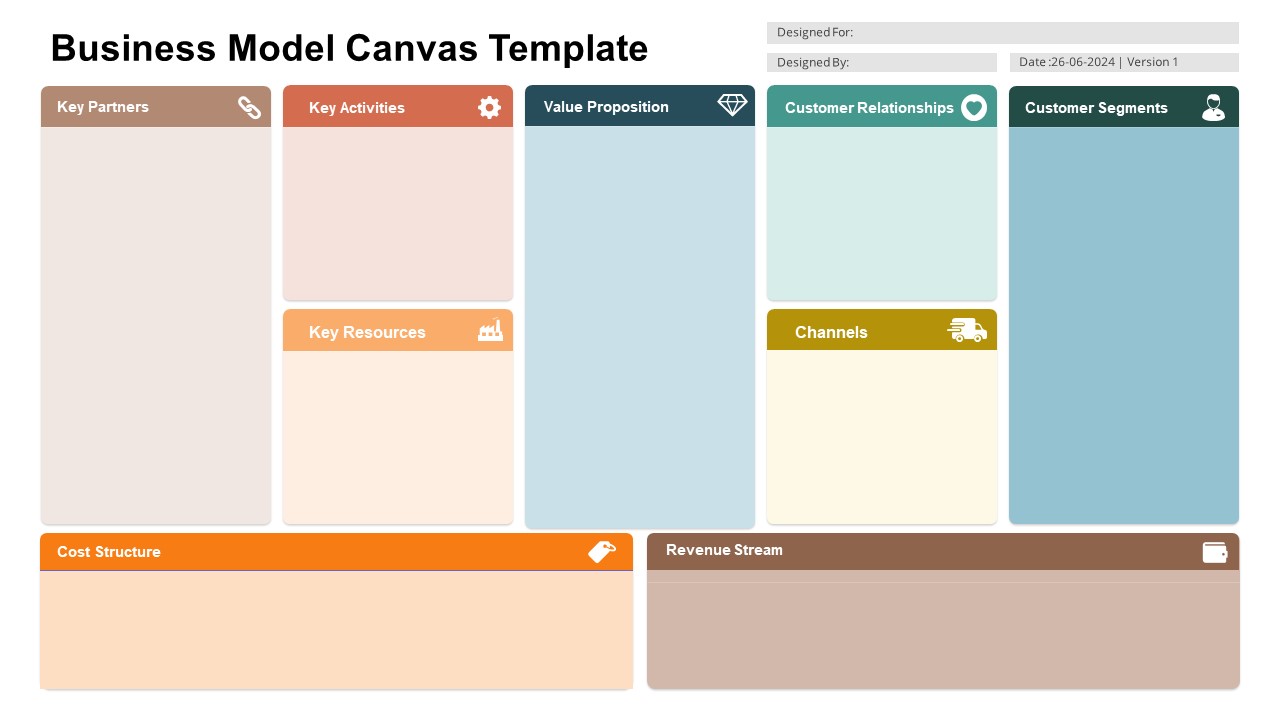 Business Model Canvas Template
Designed For:
Designed By:
Date :26-06-2024 | Version 1
Key Partners
Key Activities
Value Proposition
Customer Relationships
Customer Segments
Key Resources
Channels
Cost Structure
Revenue Stream